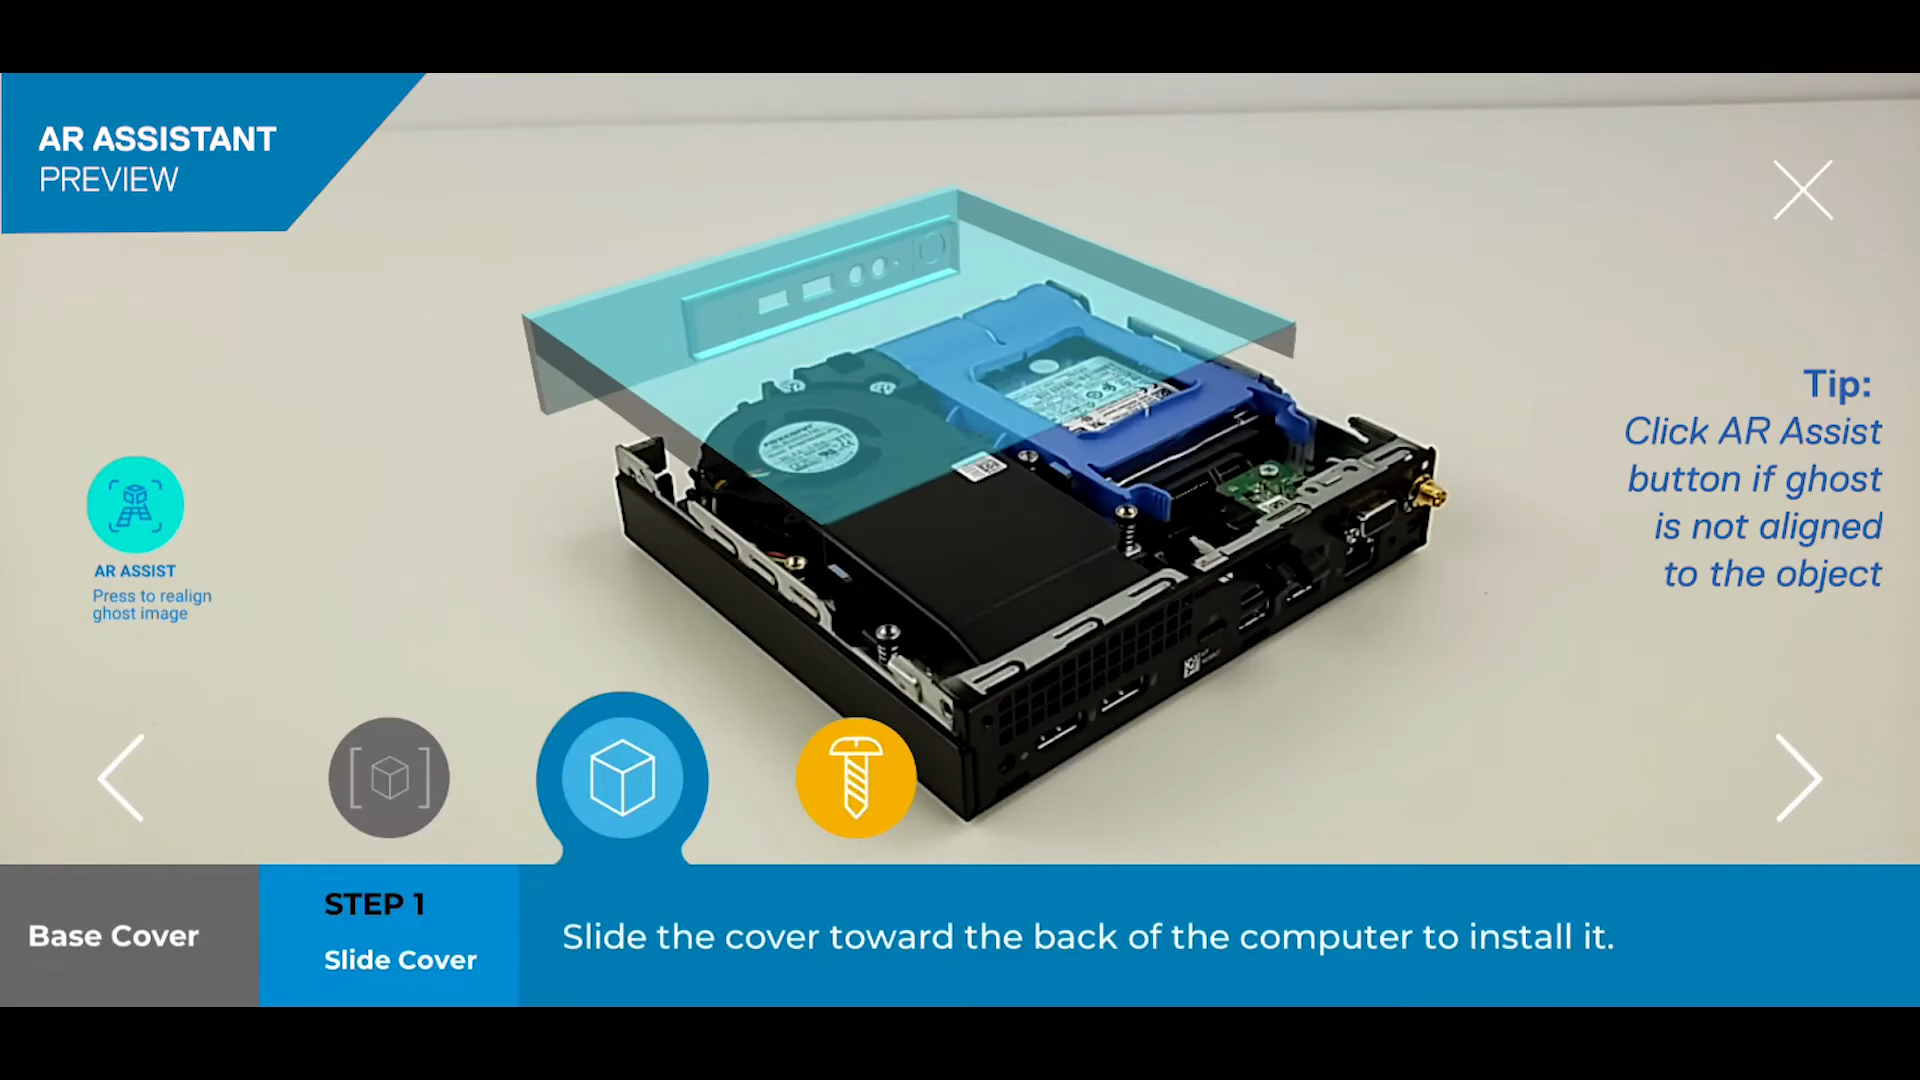 AR ASSISTANT
PREVIEW
Tip:
Click AR Assist
button if ghost
is not aligned
to the object
AR ASSIST
Press to realign
ghost image
Base Cover
STEP 1
Slide Cover
Slide the cover toward the back of the computer to install it.